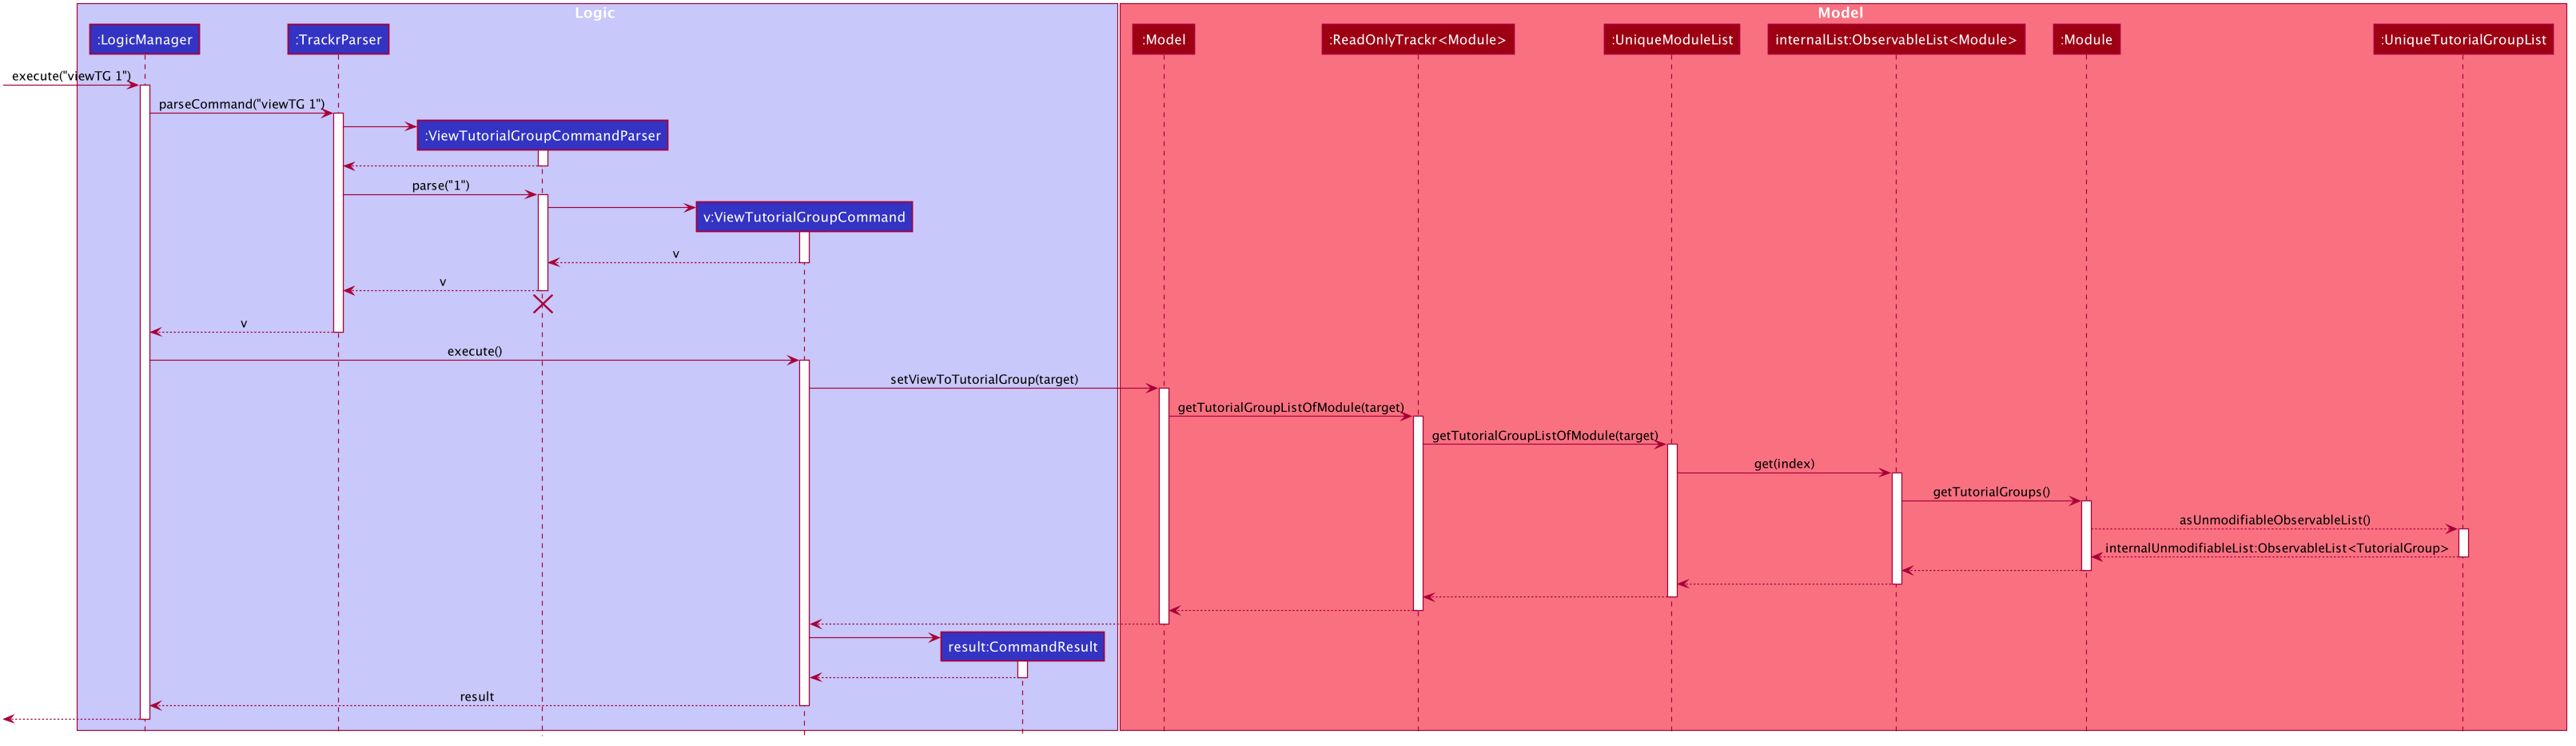 Logic
Model
:LogicManager
:TrackrParser
:Model
:ReadOnlyTrackr<Module>
:UniqueModuleList
internalList:ObservableList<Module>
:Module
:UniqueTutorialGroupList
execute("viewTG 1")
parseCommand("viewTG 1")
:ViewTutorialGroupCommandParser
parse("1")
v:ViewTutorialGroupCommand
v
v
v
execute()
setViewToTutorialGroup(target)
getTutorialGroupListOfModule(target)
getTutorialGroupListOfModule(target)
get(index)
getTutorialGroups()
asUnmodifiableObservableList()
internalUnmodifiableList:ObservableList<TutorialGroup>
result:CommandResult
result